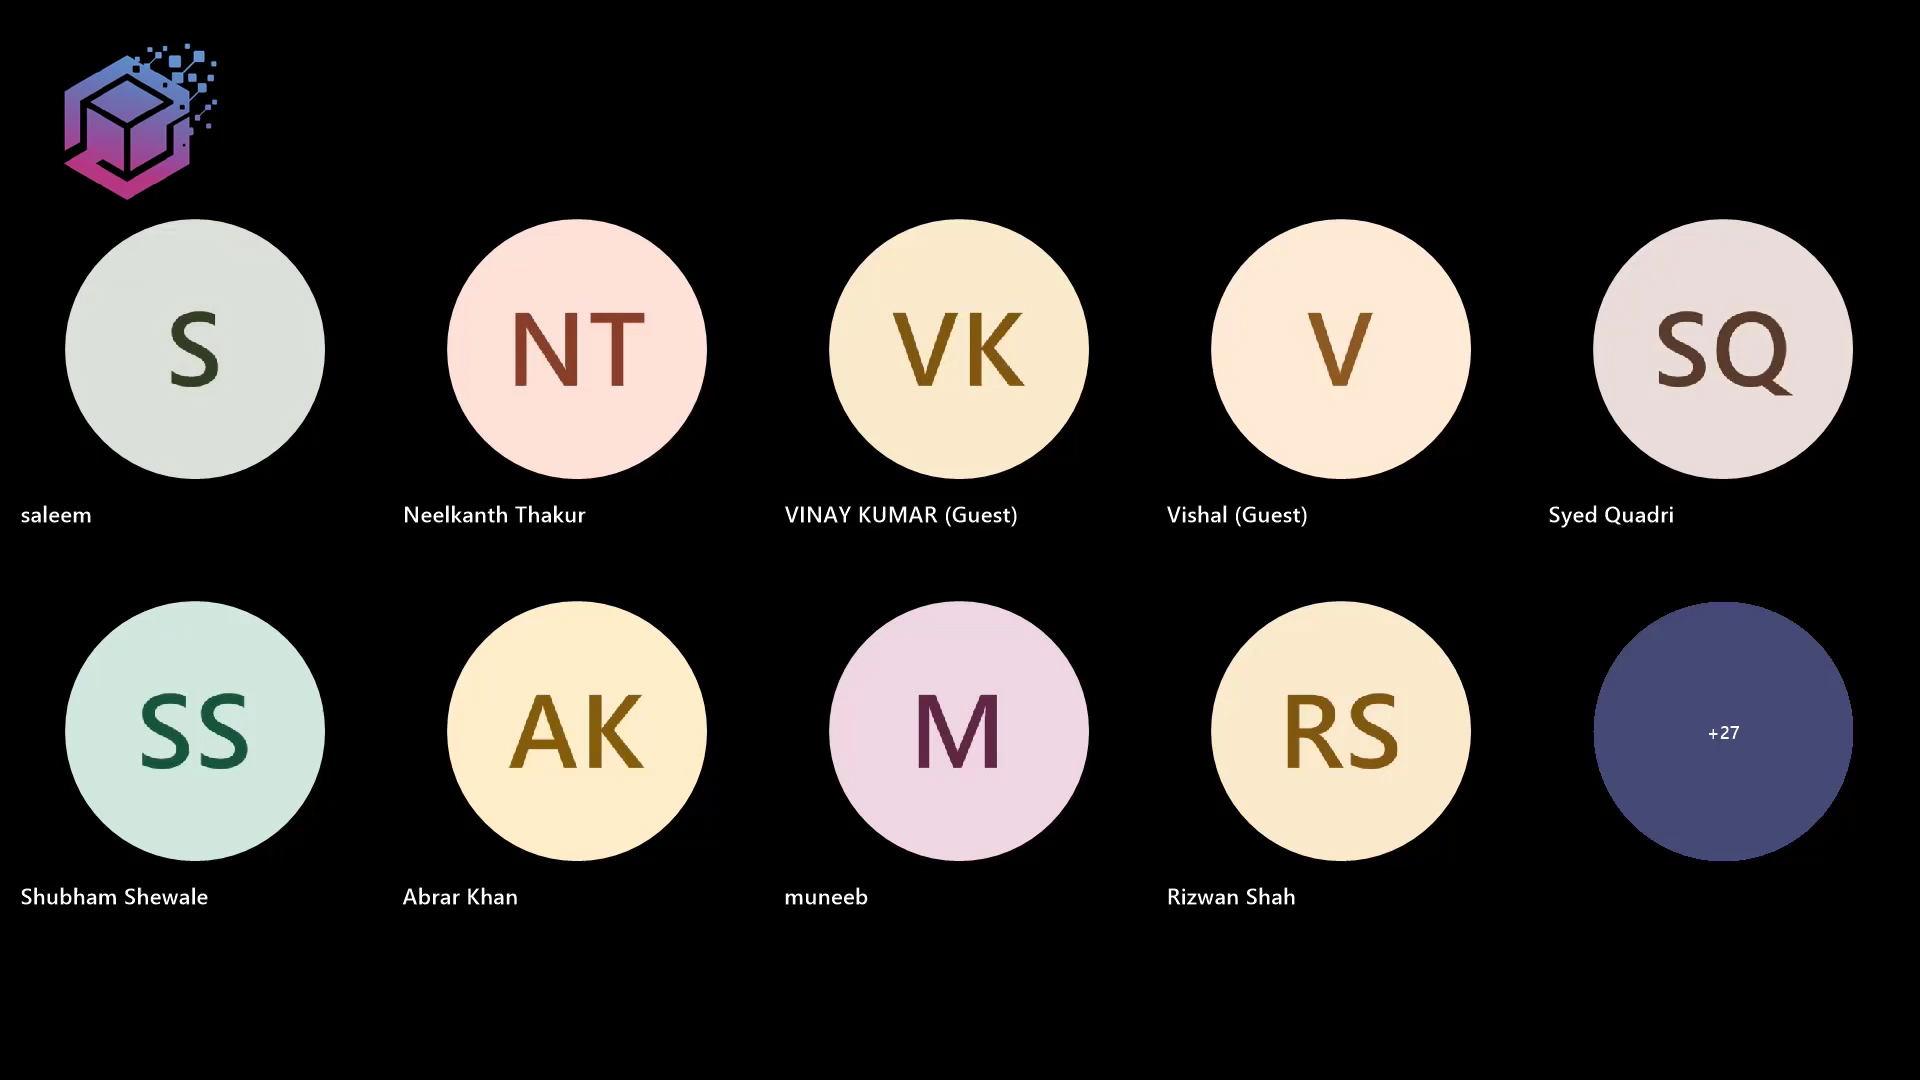 S
NT
VK
V
SQ
saleem
Neelkanth Thakur
VINAY KUMAR (Guest)
Vishal (Guest)
Syed Quadri
SS
AK
M
RS
+27
Shubham Shewale
Abrar Khan
muneeb
Rizwan Shah